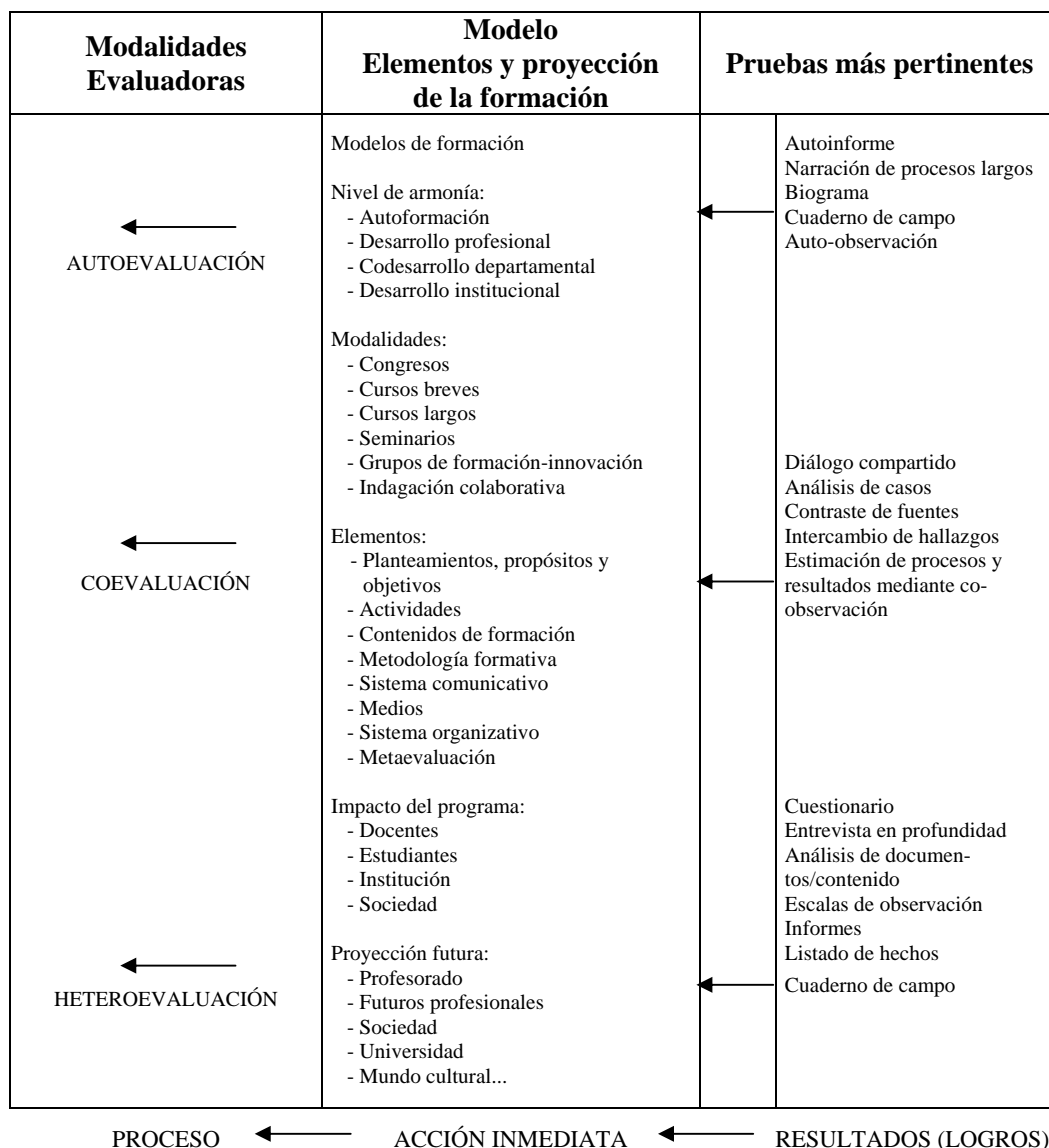 Modalidades
Evaluadoras
Modelo
Elementos y proyección
de la formación
Pruebas más pertinentes
AUTOEVALUACIÓN
COEVALUACIÓN
HETEROEVALUACIÓN
Modelos de formación
Nivel de armonía:
- Autoformación
- Desarrollo profesional
- Codesarrollo departamental
- Desarrollo institucional
Modalidades:
- Congresos
- Cursos breves
- Cursos largos
- Seminarios
- Grupos de formación-innovación
- Indagación colaborativa
Elementos:
- Planteamientos, propósitos y
objetivos
- Actividades
- Contenidos de formación
- Metodología formativa
- Sistema comunicativo
- Medios
- Sistema organizativo
- Metaevaluación
Impacto del programa:
- Docentes
- Estudiantes
- Institución
- Sociedad
Proyección futura:
- Profesorado
- Futuros profesionales
- Sociedad
- Universidad
- Mundo cultural...
Autoinforme
Narración de procesos largos
Biograma
Cuaderno de campo
Auto-observación
Diálogo compartido
Análisis de casos
Contraste de fuentes
Intercambio de hallazgos
Estimación de procesos y
resultados mediante co-
observación
Cuestionario
Entrevista en profundidad
Análisis de documen-
tos/contenido
Escalas de observación
Informes
Listado de hechos
Cuaderno de campo
PROCESO ACCIÓN INMEDIATA RESULTADOS (LOGROS)